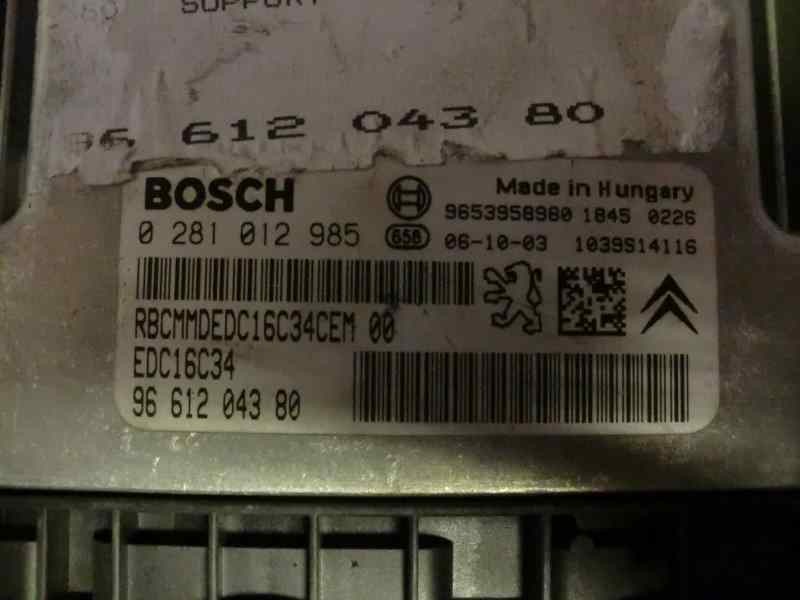 SUPPORT
96 612 043 80
BOSCH
Made in Hungary
9653958980 1845 0226
0 281 012 985
656
06-10-03 1039S14116
RBCMMDEDC16C34CEM 00
EDC16C34
96 612 043 80